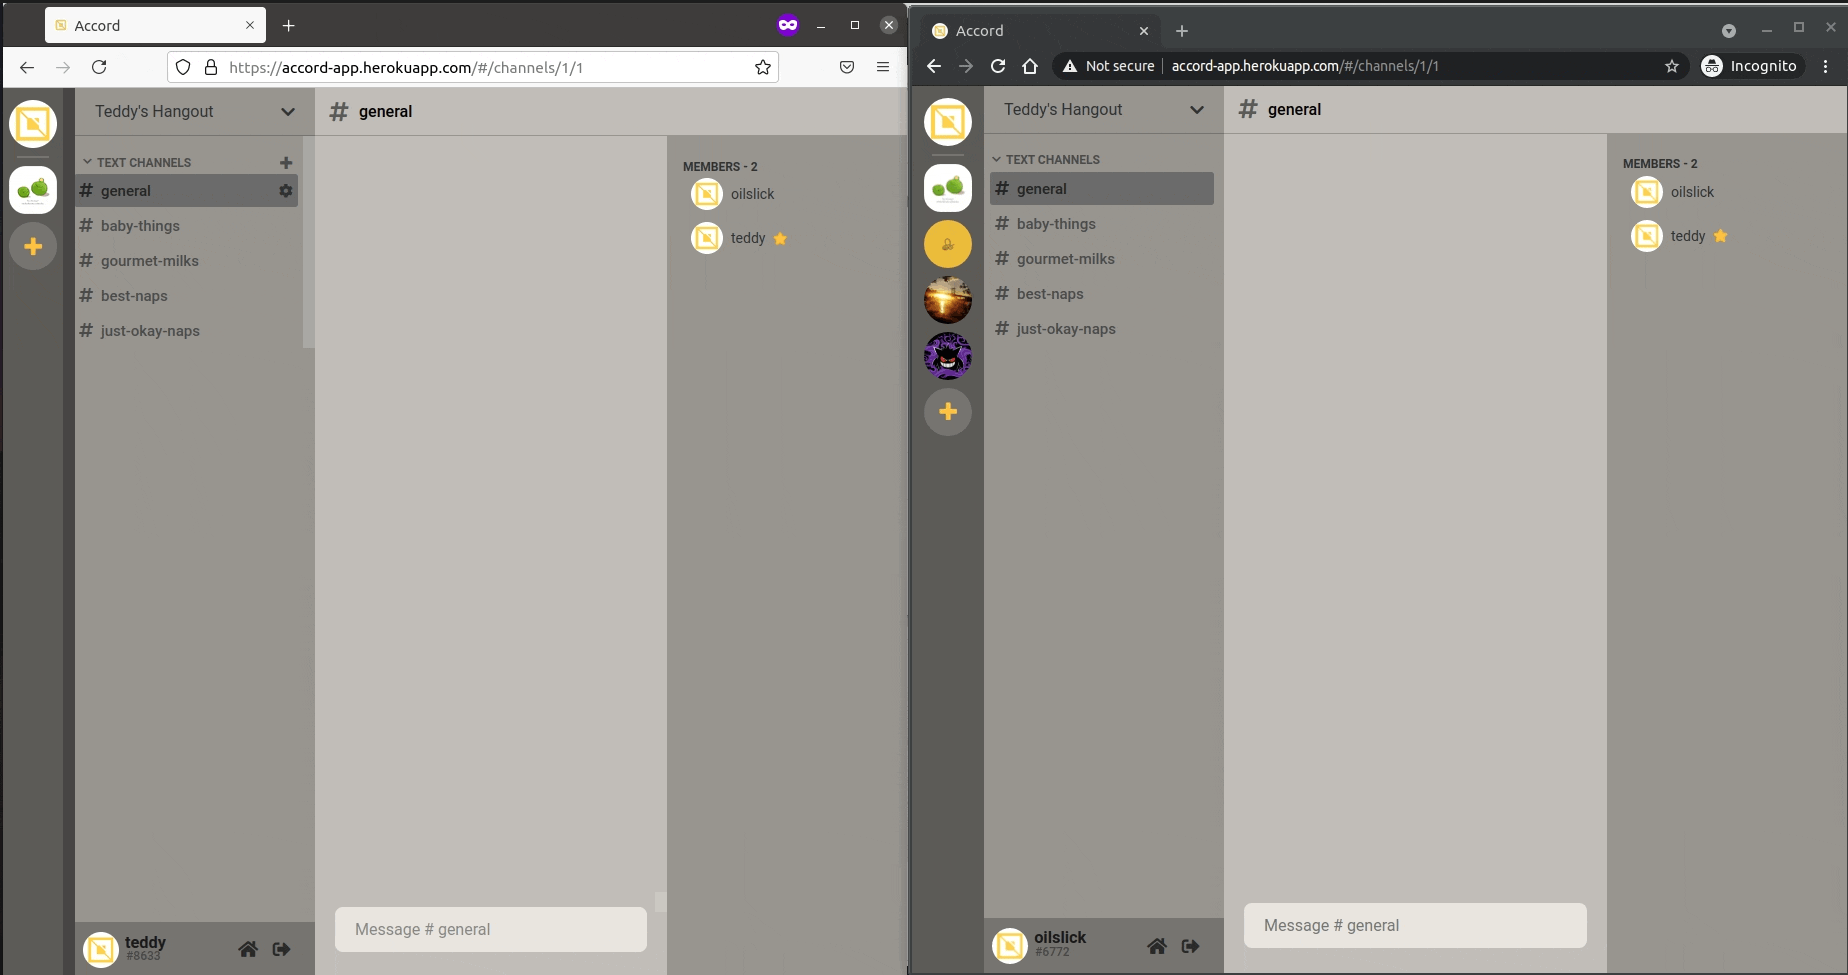 Accord
https://accord-app.herokuapp.com/#/channels/1/1
Teddy's Hangout
# general
TEXT CHANNELS
# general
# baby-things
# gourmet-milks
# best-naps
# just-okay-naps
MEMBERS - 2
oilslick
teddy
Message # general
teddy
#8633
Accord
Not secure
accord-app.herokuapp.com/#/channels/1/1
Incognito
Teddy's Hangout
# general
TEXT CHANNELS
# general
# baby-things
# gourmet-milks
# best-naps
# just-okay-naps
MEMBERS - 2
oilslick
teddy
Message # general
oilslick
#6772